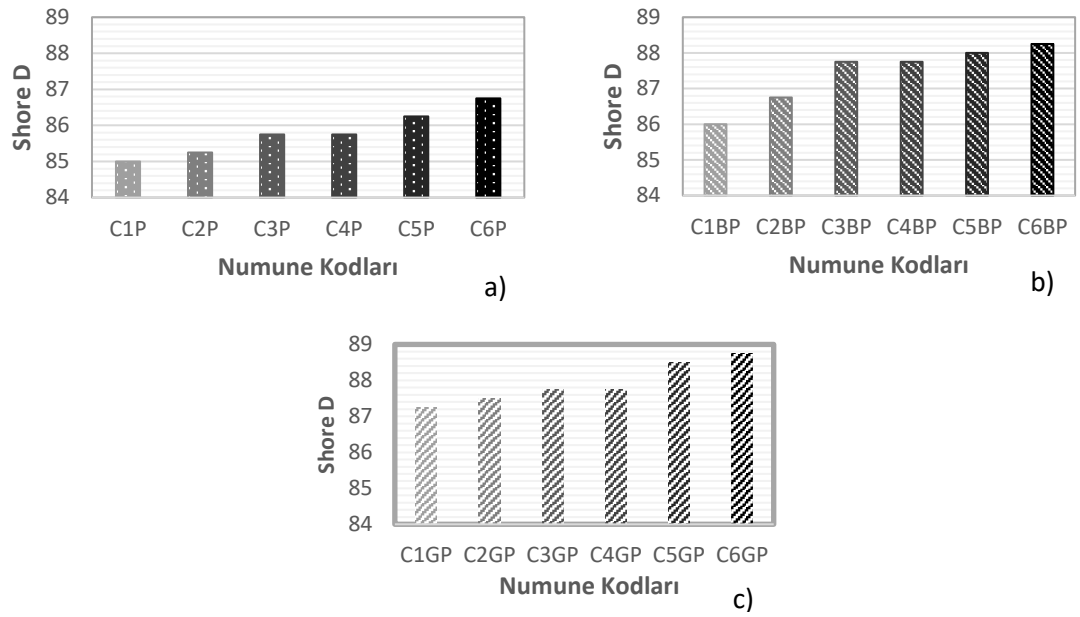 89
88
87
86
85
84
Shore D
C1P C2P C3P C4P C5P C6P
Numune Kodları
a)
89
88
87
86
85
84
Shore D
C1BP C2BP C3BP C4BP C5BP C6BP
Numune Kodları
b)
89
88
87
86
85
84
Shore D
C1GP C2GP C3GP C4GP C5GP C6GP
Numune Kodları
c)